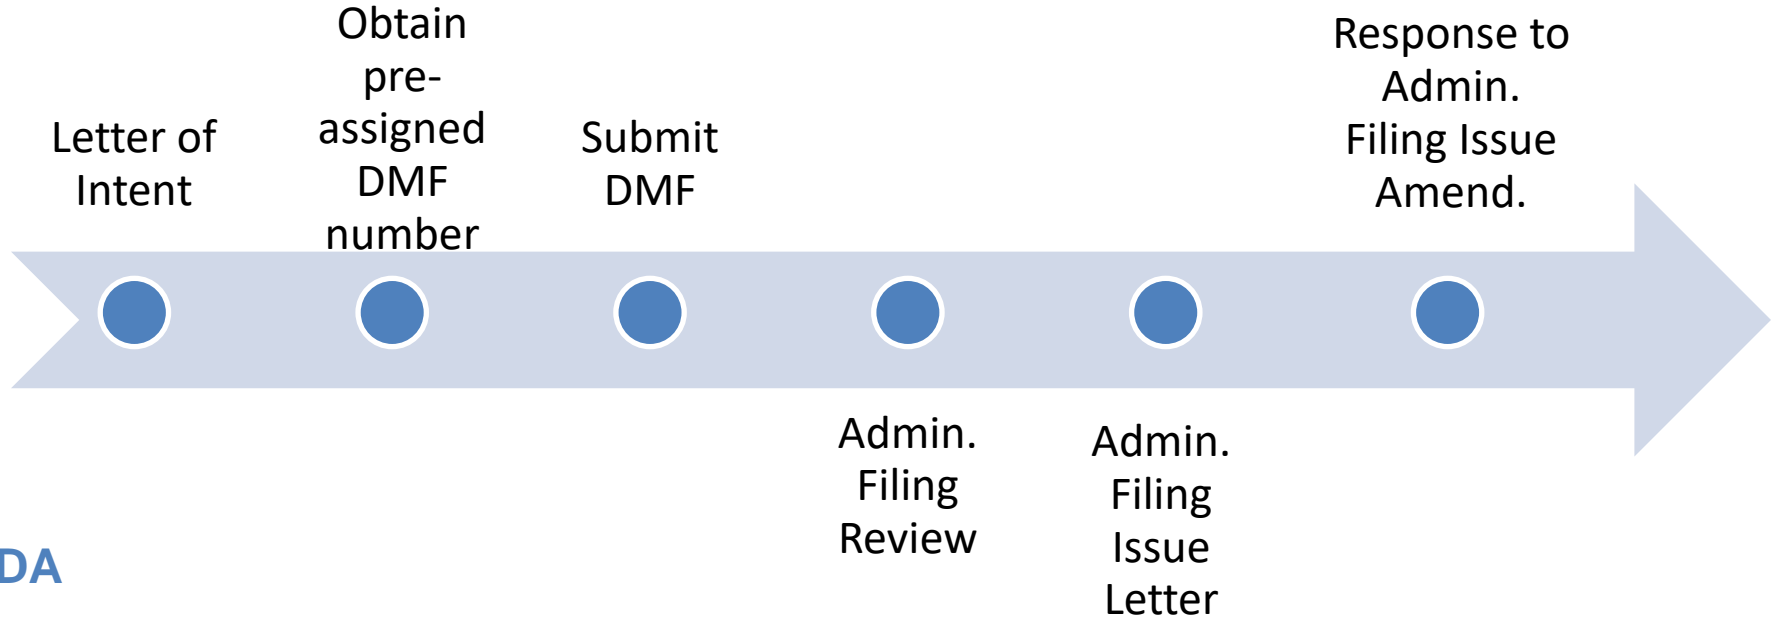 Letter of
Intent
Obtain
pre-
assigned
DMF
number
Submit
DMF
Admin.
Filing
Review
Admin.
Filing
Issue
Letter
Response to
Admin.
Filing Issue
Amend.
DA